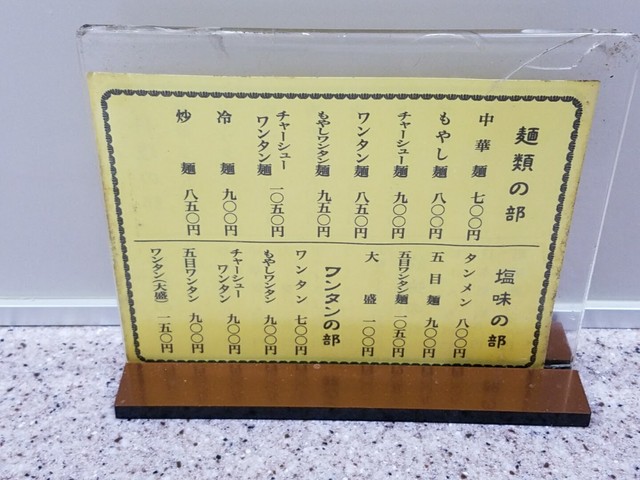 麺類の部
中華麺 七〇〇円
もやし麺 八〇〇円
チャーシュー麺 九〇〇円
ワンタン麺 八五〇円
もやしワンタン麺 九五〇円
チャーシューワンタン麺 一〇五〇円
冷麺 九〇〇円
炒麺 八五〇円
塩味の部
タンメン 八〇〇円
五目麺 九〇〇円
五目ワンタン麺 一〇五〇円
大盛 一〇〇円
ワンタンの部
ワンタン 七〇〇円
もやしワンタン 九〇〇円
チャーシューワンタン 九〇〇円
五目ワンタン 九〇〇円
ワンタン(大盛) 一五〇円